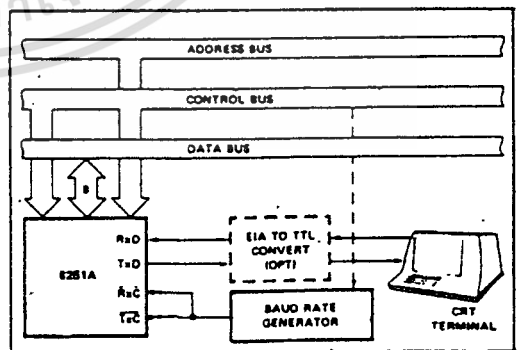 ADDRESS BUS
CONTROL BUS
DATA BUS
8
8251A
RxD
TxD
R̅x̅C̅
T̅x̅C̅
EIA TO TTL
CONVERT
(OPT)
BAUD RATE
GENERATOR
CRT
TERMINAL